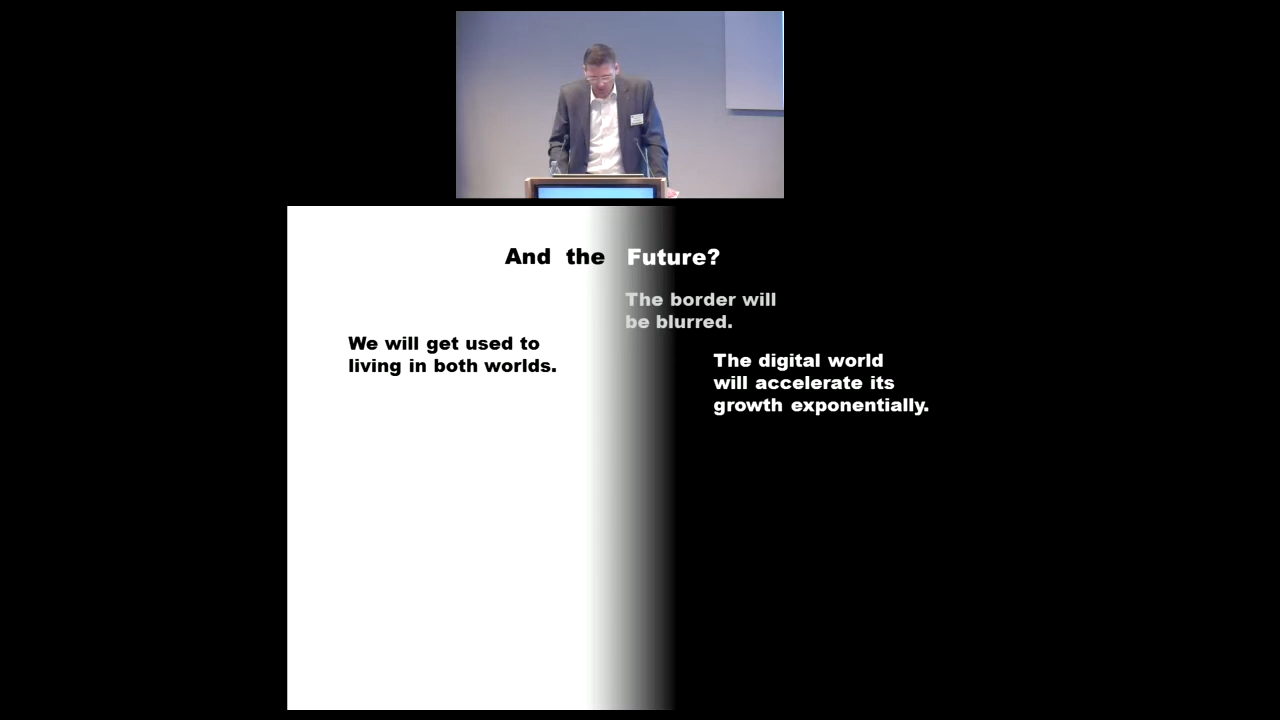 And the Future?
The border will
be blurred.
We will get used to
living in both worlds.
The digital world
will accelerate its
growth exponentially.